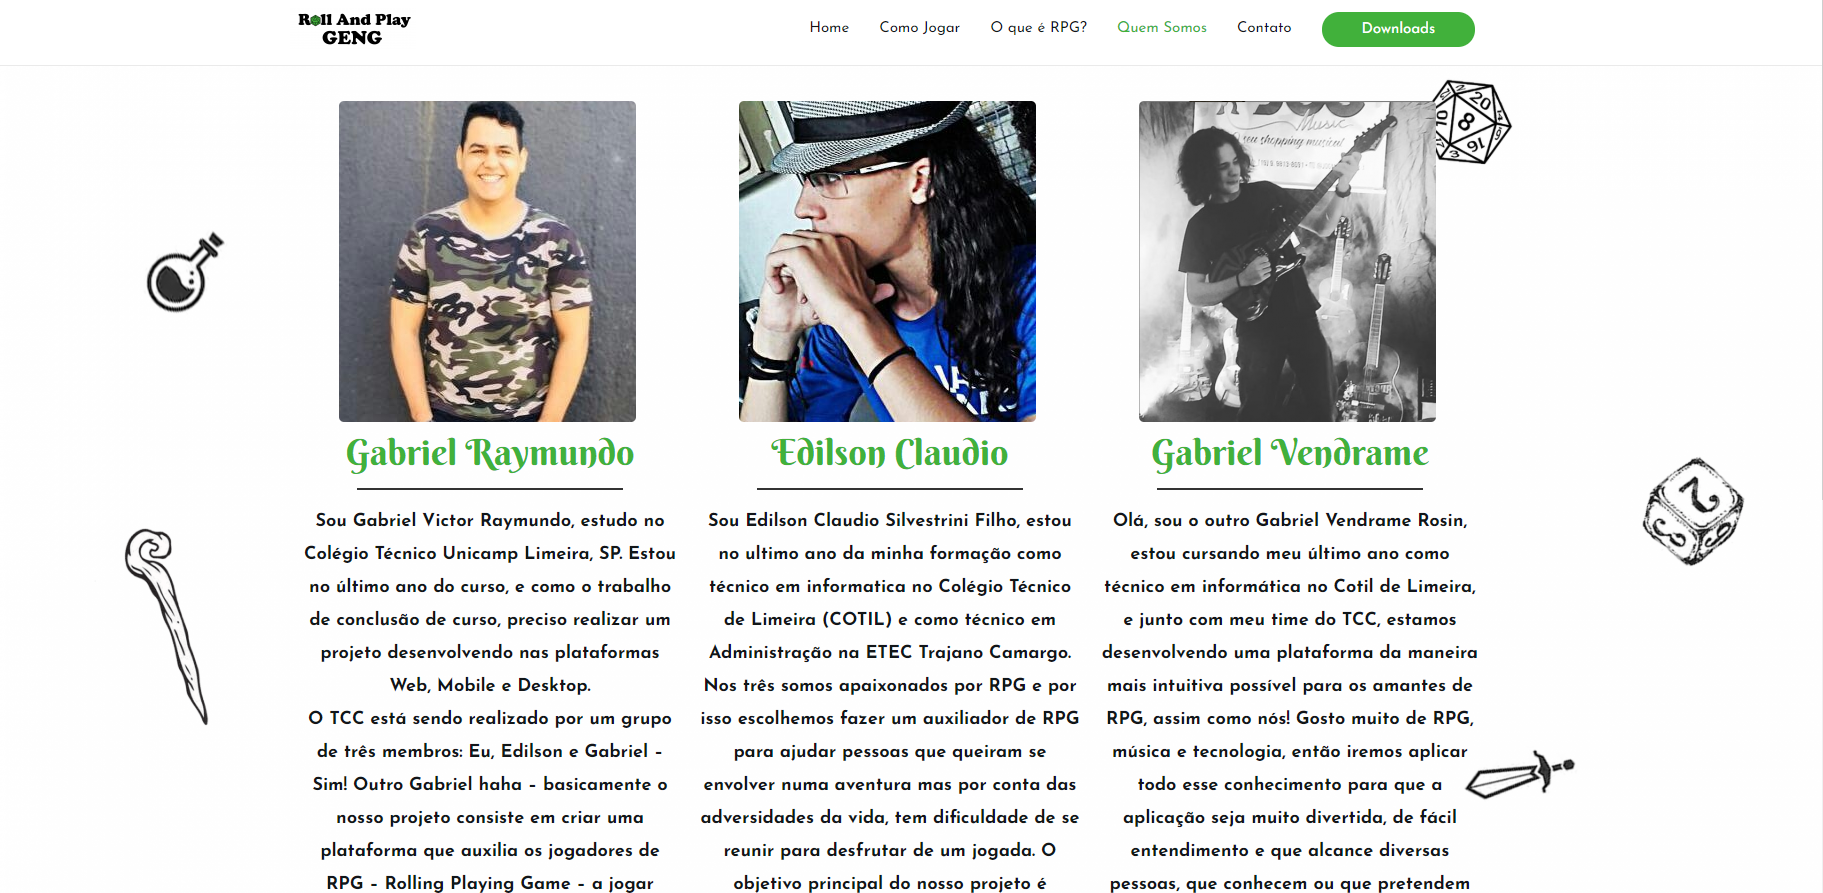 Roll And Play
GENG
Home
Como Jogar
O que é RPG?
Quem Somos
Contato
Downloads
Music
seu shopping musical
20
8
10
16
3
2
Gabriel Raymundo
Sou Gabriel Victor Raymundo, estudo no
Colégio Técnico Unicamp Limeira, SP. Estou
no último ano do curso, e como o trabalho
de conclusão de curso, preciso realizar um
projeto desenvolvendo nas plataformas
Web, Mobile e Desktop.
O TCC está sendo realizado por um grupo
de três membros: Eu, Edilson e Gabriel –
Sim! Outro Gabriel haha – basicamente o
nosso projeto consiste em criar uma
plataforma que auxilia os jogadores de
RPG – Rolling Playing Game – a jogar
Edilson Claudio
Sou Edilson Claudio Silvestrini Filho, estou
no ultimo ano da minha formação como
técnico em informatica no Colégio Técnico
de Limeira (COTIL) e como técnico em
Administração na ETEC Trajano Camargo.
Nos três somos apaixonados por RPG e por
isso escolhemos fazer um auxiliador de RPG
para ajudar pessoas que queiram se
envolver numa aventura mas por conta das
adversidades da vida, tem dificuldade de se
reunir para desfrutar de um jogada. O
objetivo principal do nosso projeto é
Gabriel Vendrame
Olá, sou o outro Gabriel Vendrame Rosin,
estou cursando meu último ano como
técnico em informática no Cotil de Limeira,
e junto com meu time do TCC, estamos
desenvolvendo uma plataforma da maneira
mais intuitiva possível para os amantes de
RPG, assim como nós! Gosto muito de RPG,
música e tecnologia, então iremos aplicar
todo esse conhecimento para que a
aplicação seja muito divertida, de fácil
entendimento e que alcance diversas
pessoas, que conhecem ou que pretendem